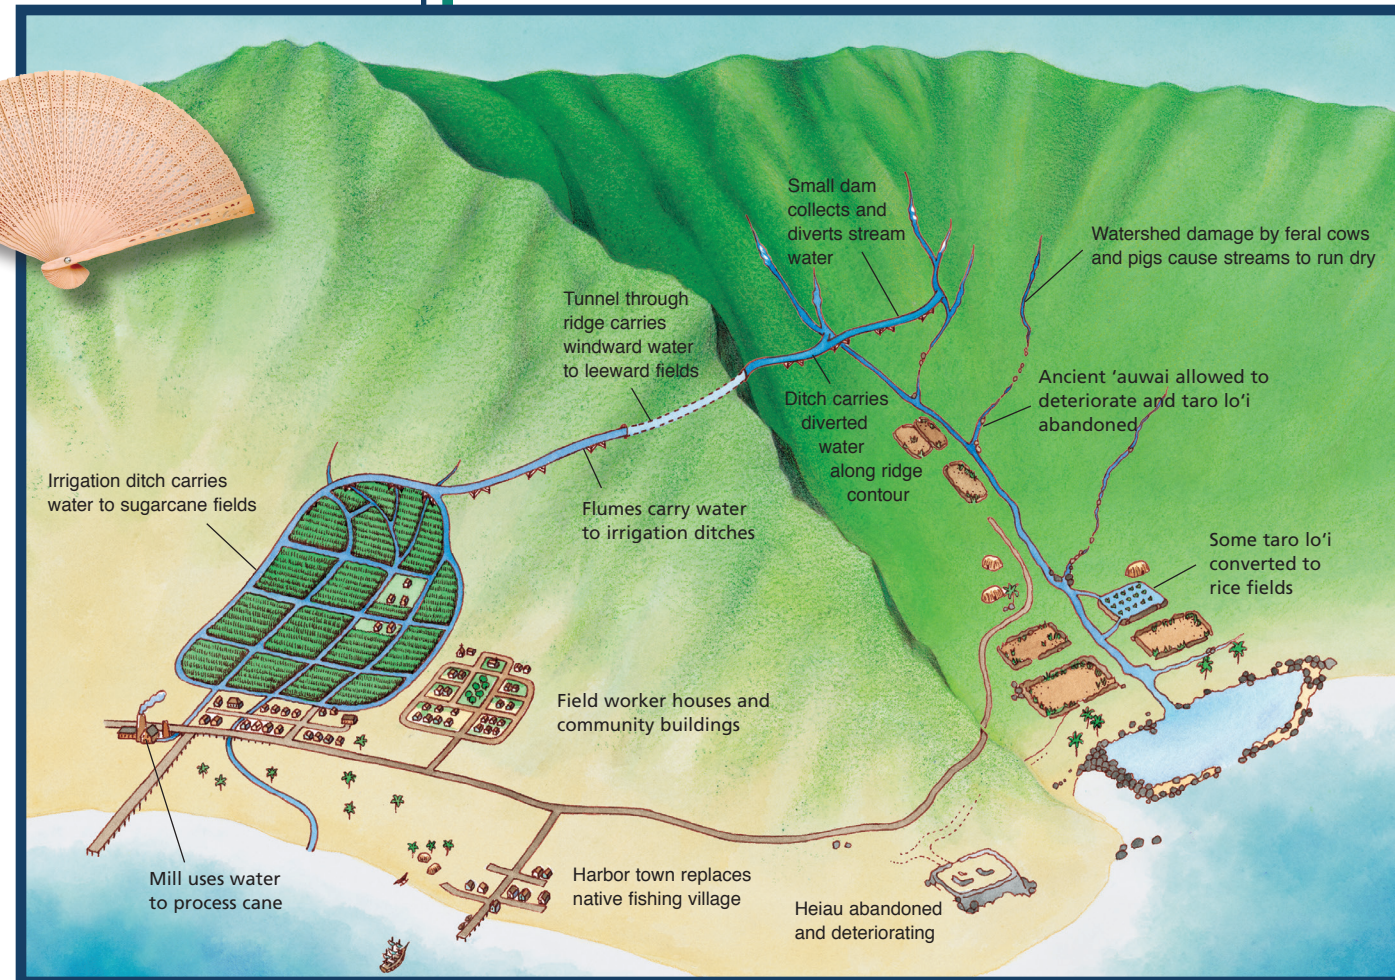 Small dam
collects and
diverts stream
water
Watershed damage by feral cows
and pigs cause streams to run dry
Tunnel through
ridge carries
windward water
to leeward fields
Ditch carries
diverted
water
along ridge
contour
Ancient ‘auwai allowed to
deteriorate and taro lo‘i
abandoned
Irrigation ditch carries
water to sugarcane fields
Flumes carry water
to irrigation ditches
Some taro lo‘i
converted to
rice fields
Field worker houses and
community buildings
Mill uses water
to process cane
Harbor town replaces
native fishing village
Heiau abandoned
and deteriorating